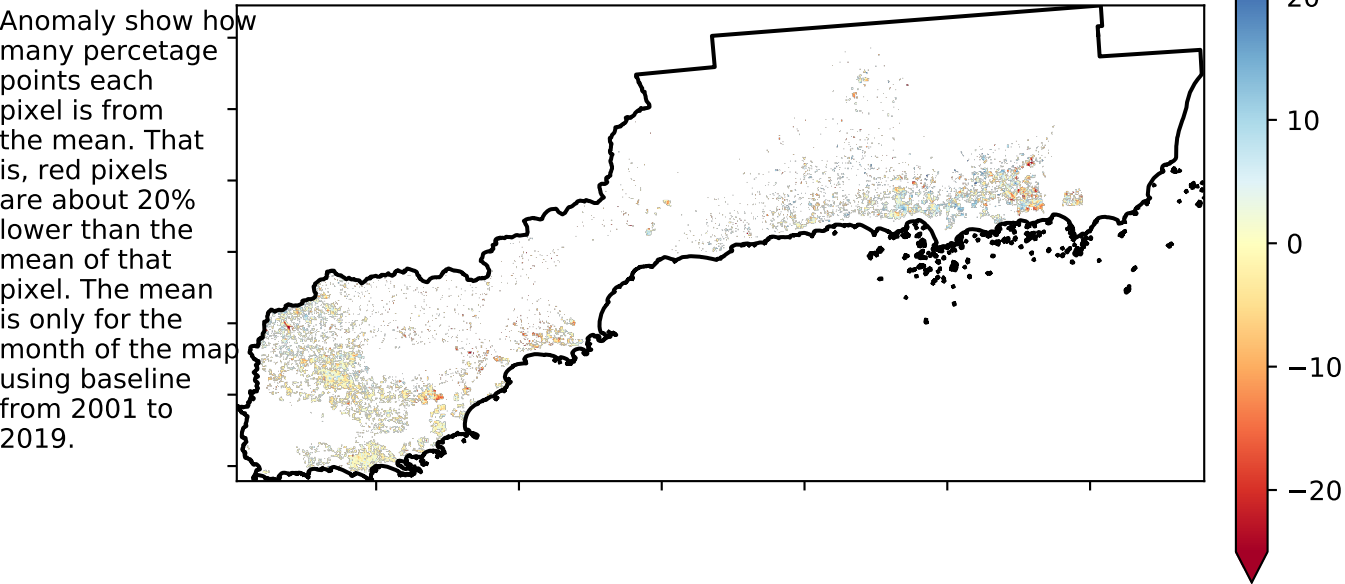 Anomaly show how
many percetage
points each
pixel is from
the mean. That
is, red pixels
are about 20%
lower than the
mean of that
pixel. The mean
is only for the
month of the map
using baseline
from 2001 to
2019.
20
10
0
−10
−20